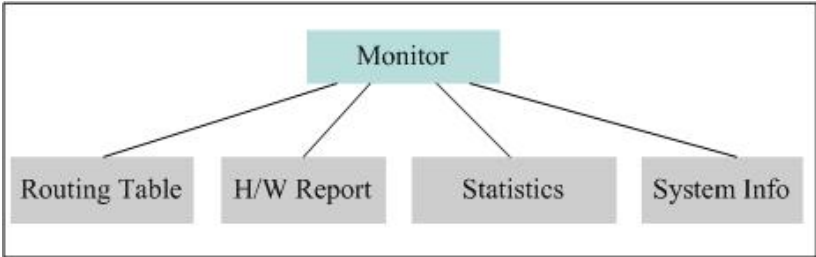 Monitor
Routing Table
H/W Report
Statistics
System Info